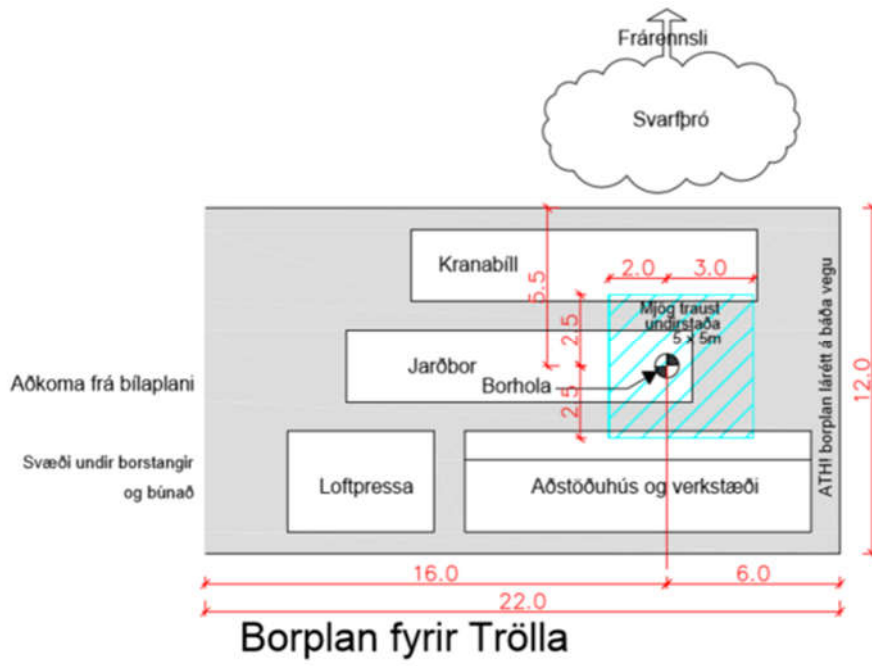 Frárennsli
Svarfþró
Kranabíll
2.0
3.0
5.5
Mjög traust
undirstaða
5 x 5m
2.5
Jarðbor
Borhola
2.5
12.0
ATH! borplan lárétt á báða vegu
Aðkoma frá bílaplani
Svæði undir borstangir
og búnað
Loftpressa
Aðstöðuhús og verkstæði
16.0
6.0
22.0
Borplan fyrir Trölla